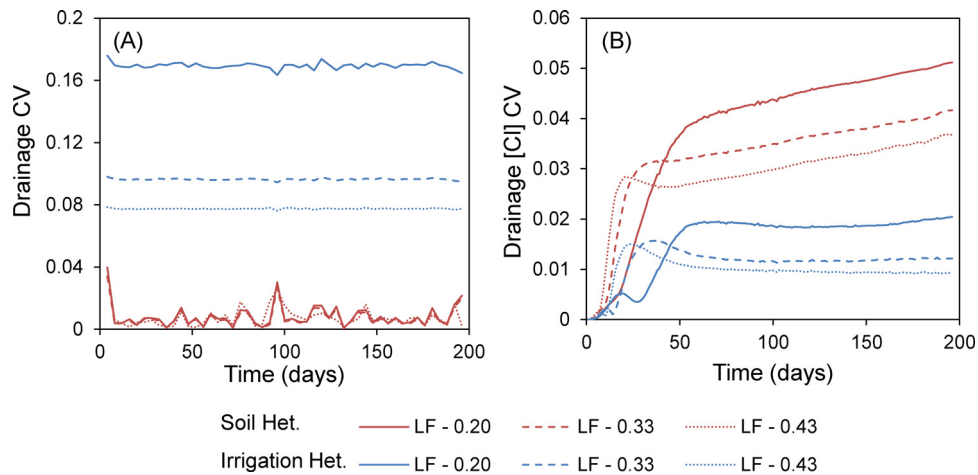 (A)
Drainage CV
0.2
0.16
0.12
0.08
0.04
0
0 50 100 150 200
Time (days)
(B)
Drainage [Cl] CV
0.06
0.05
0.04
0.03
0.02
0.01
0
0 50 100 150 200
Time (days)
Soil Het. LF - 0.20 LF - 0.33 LF - 0.43
Irrigation Het. LF - 0.20 LF - 0.33 LF - 0.43